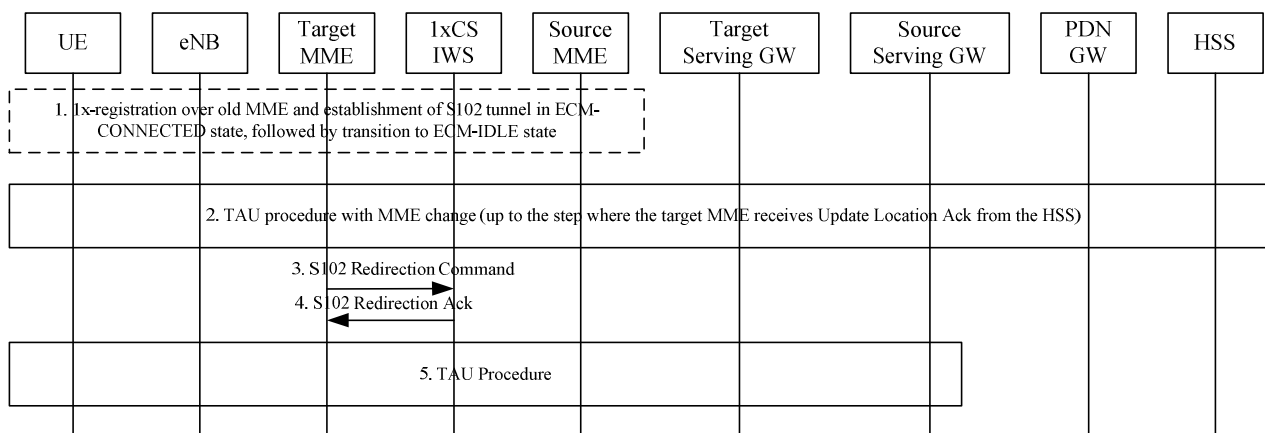 UE
eNB
Target
MME
1xCS
IWS
Source
MME
Target
Serving GW
Source
Serving GW
PDN
GW
HSS
1. 1x-registration over old MME and establishment of S102 tunnel in ECM-
CONNECTED state, followed by transition to ECM-IDLE state
2. TAU procedure with MME change (up to the step where the target MME receives Update Location Ack from the HSS)
3. S102 Redirection Command
4. S102 Redirection Ack
5. TAU Procedure